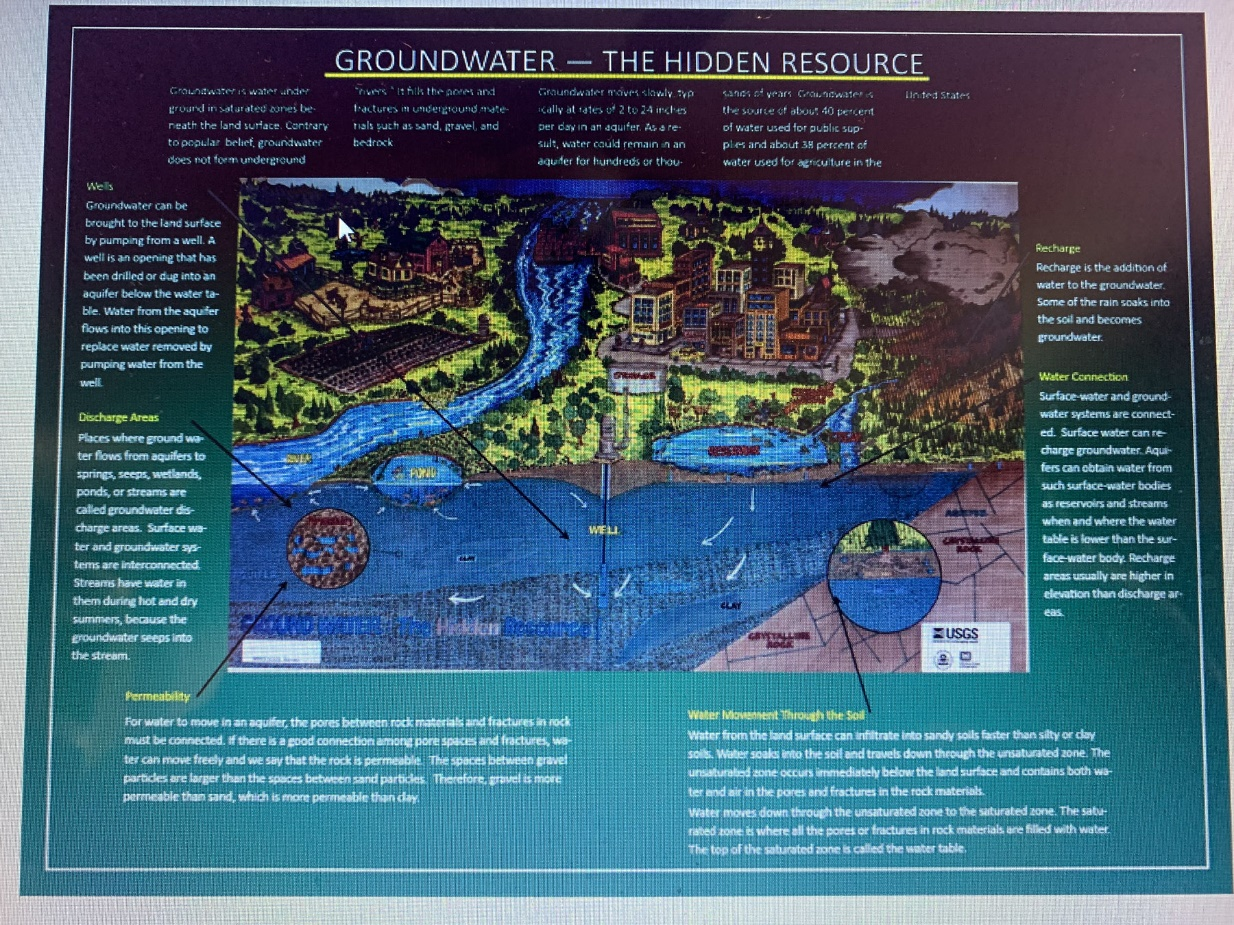 GROUNDWATER — THE HIDDEN RESOURCE
Groundwater is water under
ground in saturated zones be-
neath the land surface. Contrary
to popular belief, groundwater
does not form underground
"rivers." It fills the pores and
fractures in underground mate-
rials such as sand, gravel, and
bedrock
Groundwater moves slowly, typ
ically at rates of 2 to 24 inches
per day in an aquifer. As a re-
sult, water could remain in an
aquifer for hundreds or thou-
sands of years. Groundwater is
the source of about 40 percent
of water used for public sup-
plies and about 38 percent of
water used for agriculture in the
United States
Wells
Groundwater can be
brought to the land surface
by pumping from a well. A
well is an opening that has
been drilled or dug into an
aquifer below the water ta-
ble. Water from the aquifer
flows into this opening to
replace water removed by
pumping water from the
well.
Discharge Areas
Places where ground wa-
ter flows from aquifers to
springs, seeps, wetlands,
ponds, or streams are
called groundwater dis-
charge areas. Surface wa-
ter and groundwater sys-
tems are interconnected.
Streams have water in
them during hot and dry
summers, because the
groundwater seeps into
the stream.
RIVER
POND
STORAGE
RESERVOIR
WELL
CLAY
CLAY
CRYSTALLINE
ROCK
CRYSTALLINE
ROCK
GROUND WATER: The Hidden Resource
USGS
Recharge
Recharge is the addition of
water to the groundwater.
Some of the rain soaks into
the soil and becomes
groundwater.
Water Connection
Surface-water and ground-
water systems are connect-
ed. Surface water can re-
charge groundwater. Aqui-
fers can obtain water from
such surface-water bodies
as reservoirs and streams
when and where the water
table is lower than the sur-
face-water body. Recharge
areas usually are higher in
elevation than discharge ar-
eas.
Permeability
For water to move in an aquifer, the pores between rock materials and fractures in rock
must be connected. If there is a good connection among pore spaces and fractures, wa-
ter can move freely and we say that the rock is permeable. The spaces between gravel
particles are larger than the spaces between sand particles. Therefore, gravel is more
permeable than sand, which is more permeable than clay.
Water Movement Through the Soil
Water from the land surface can infiltrate into sandy soils faster than silty or clay
soils. Water soaks into the soil and travels down through the unsaturated zone. The
unsaturated zone occurs immediately below the land surface and contains both wa-
ter and air in the pores and fractures in the rock materials.
Water moves down through the unsaturated zone to the saturated zone. The satu-
rated zone is where all the pores or fractures in rock materials are filled with water.
The top of the saturated zone is called the water table.